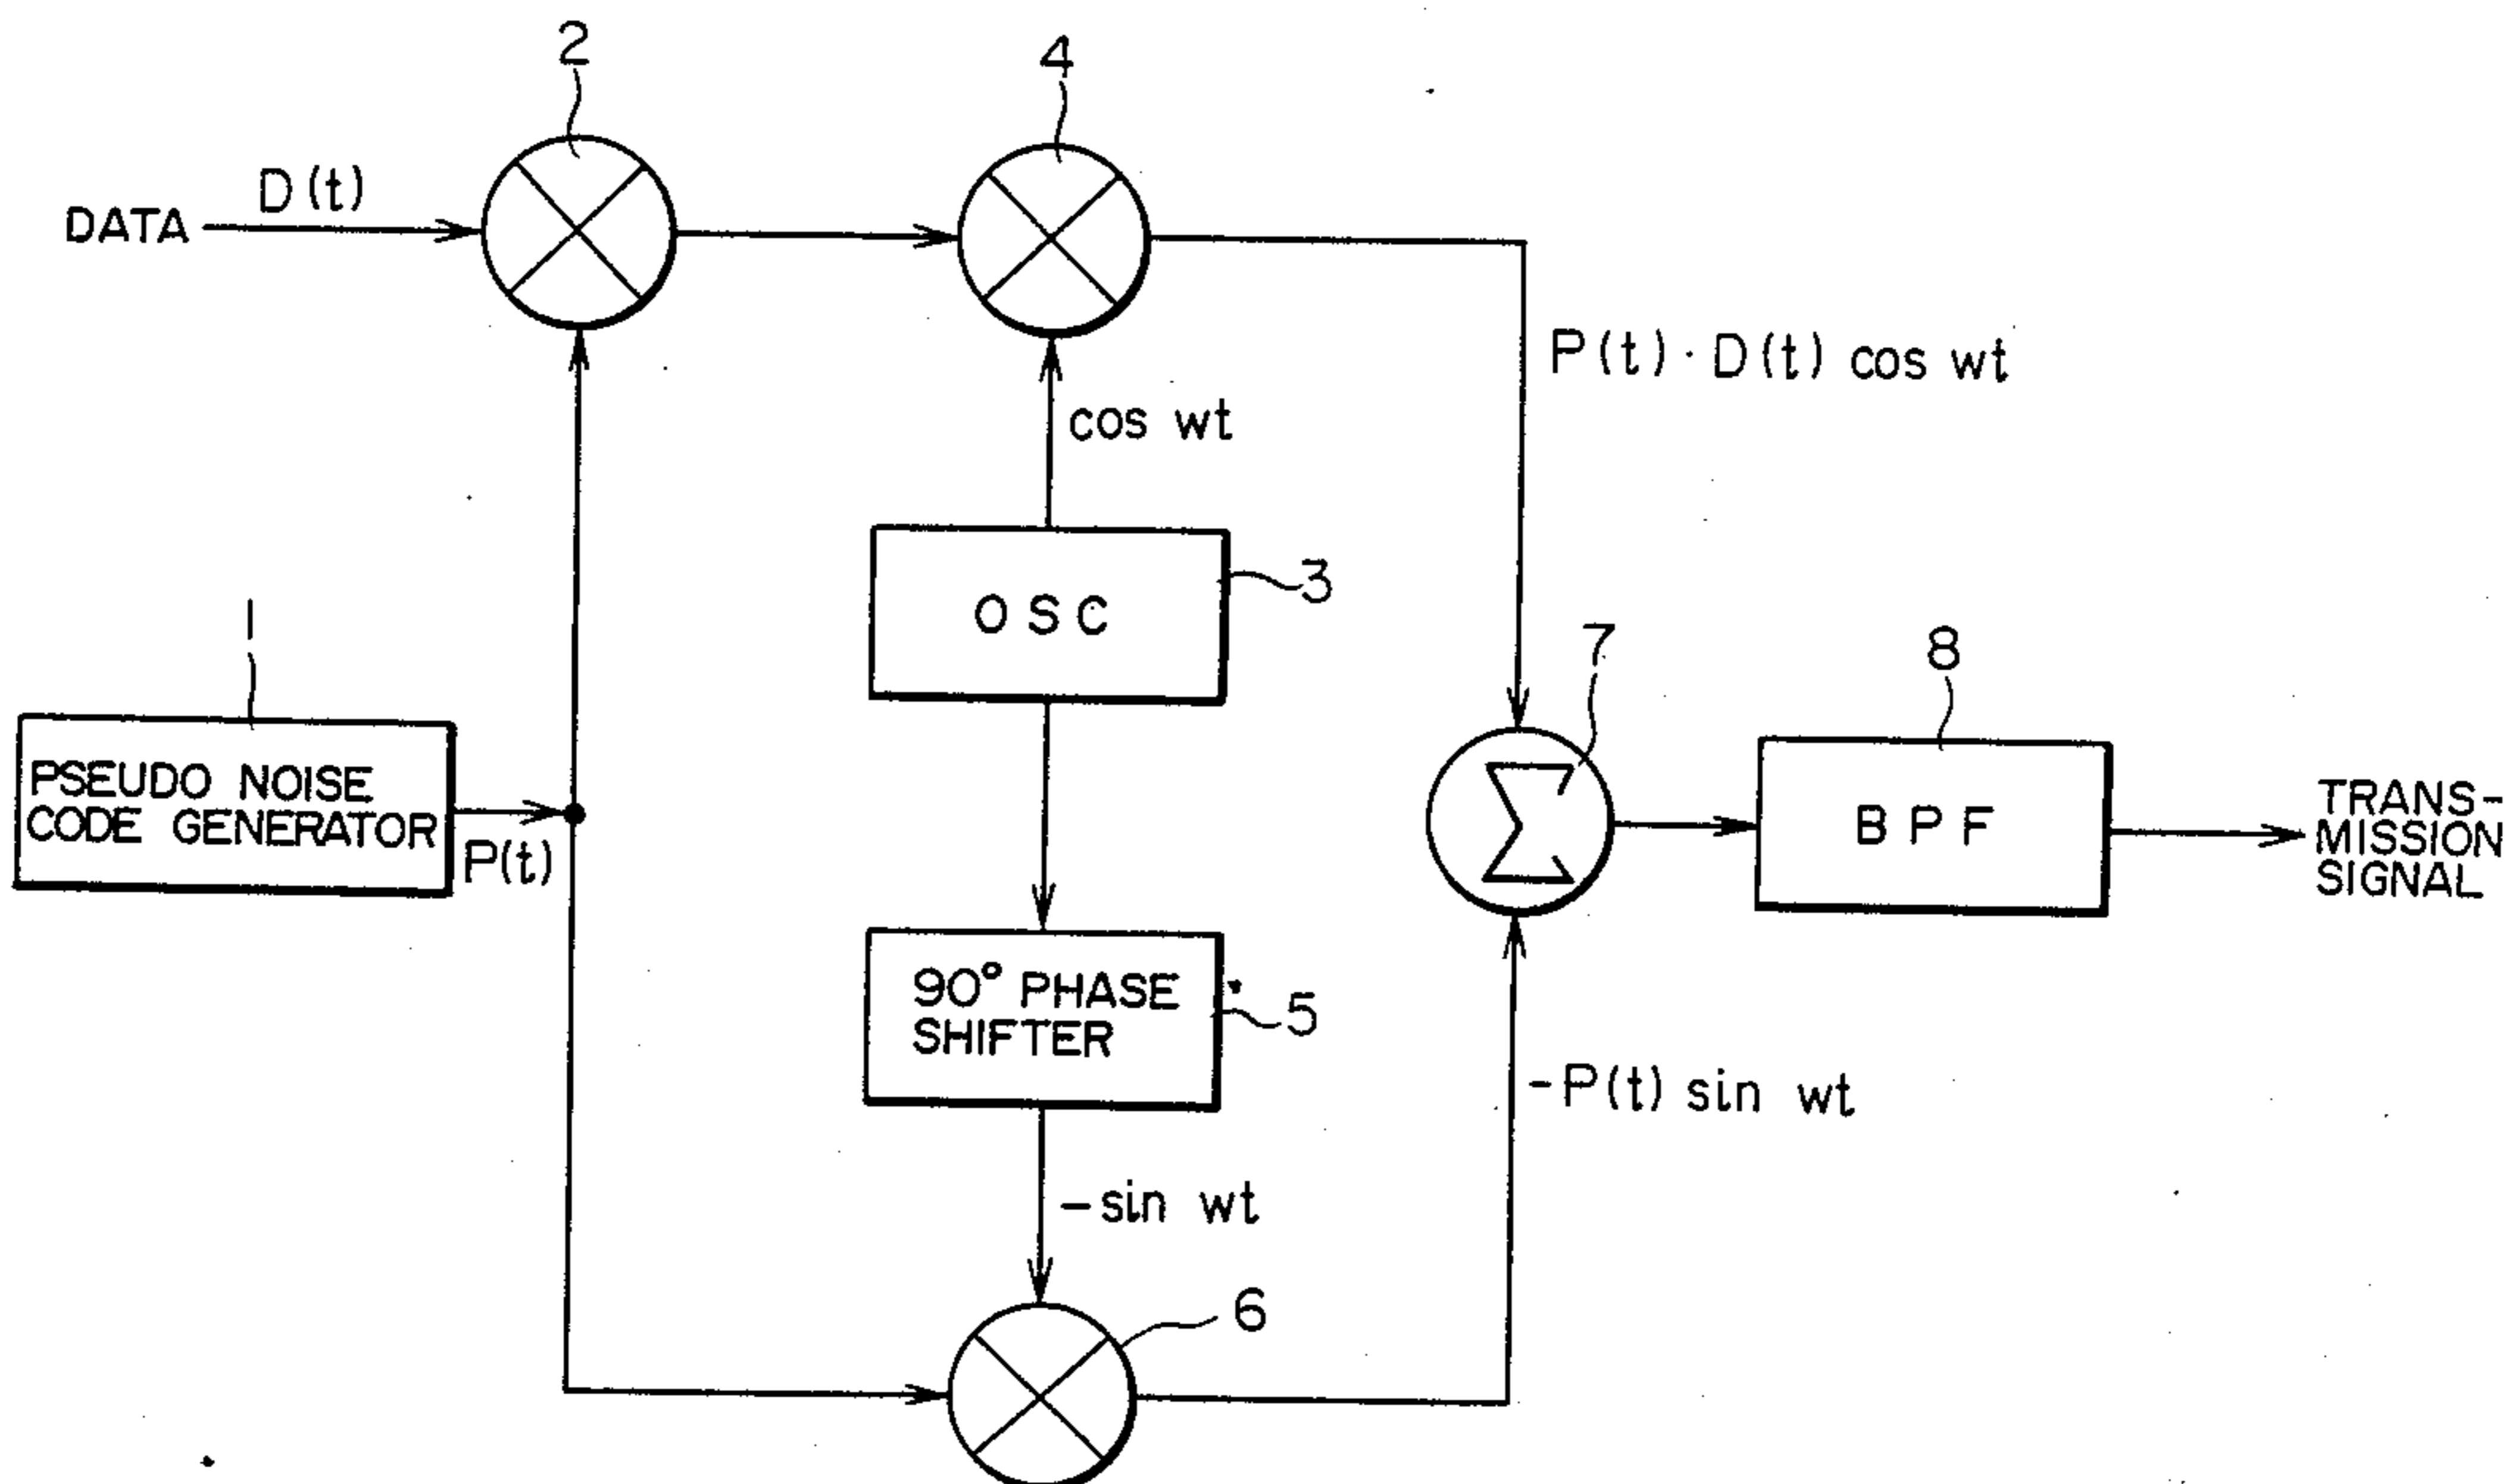 2
4
D(t)
DATA
P(t)·D(t) cos wt
cos wt
OSC
3
1
7
8
PSEUDO NOISE
CODE GENERATOR
P(t)
BPF
TRANS-
MISSION
SIGNAL
90° PHASE
SHIFTER
5
-P(t) sin wt
-sin wt
6
Σ